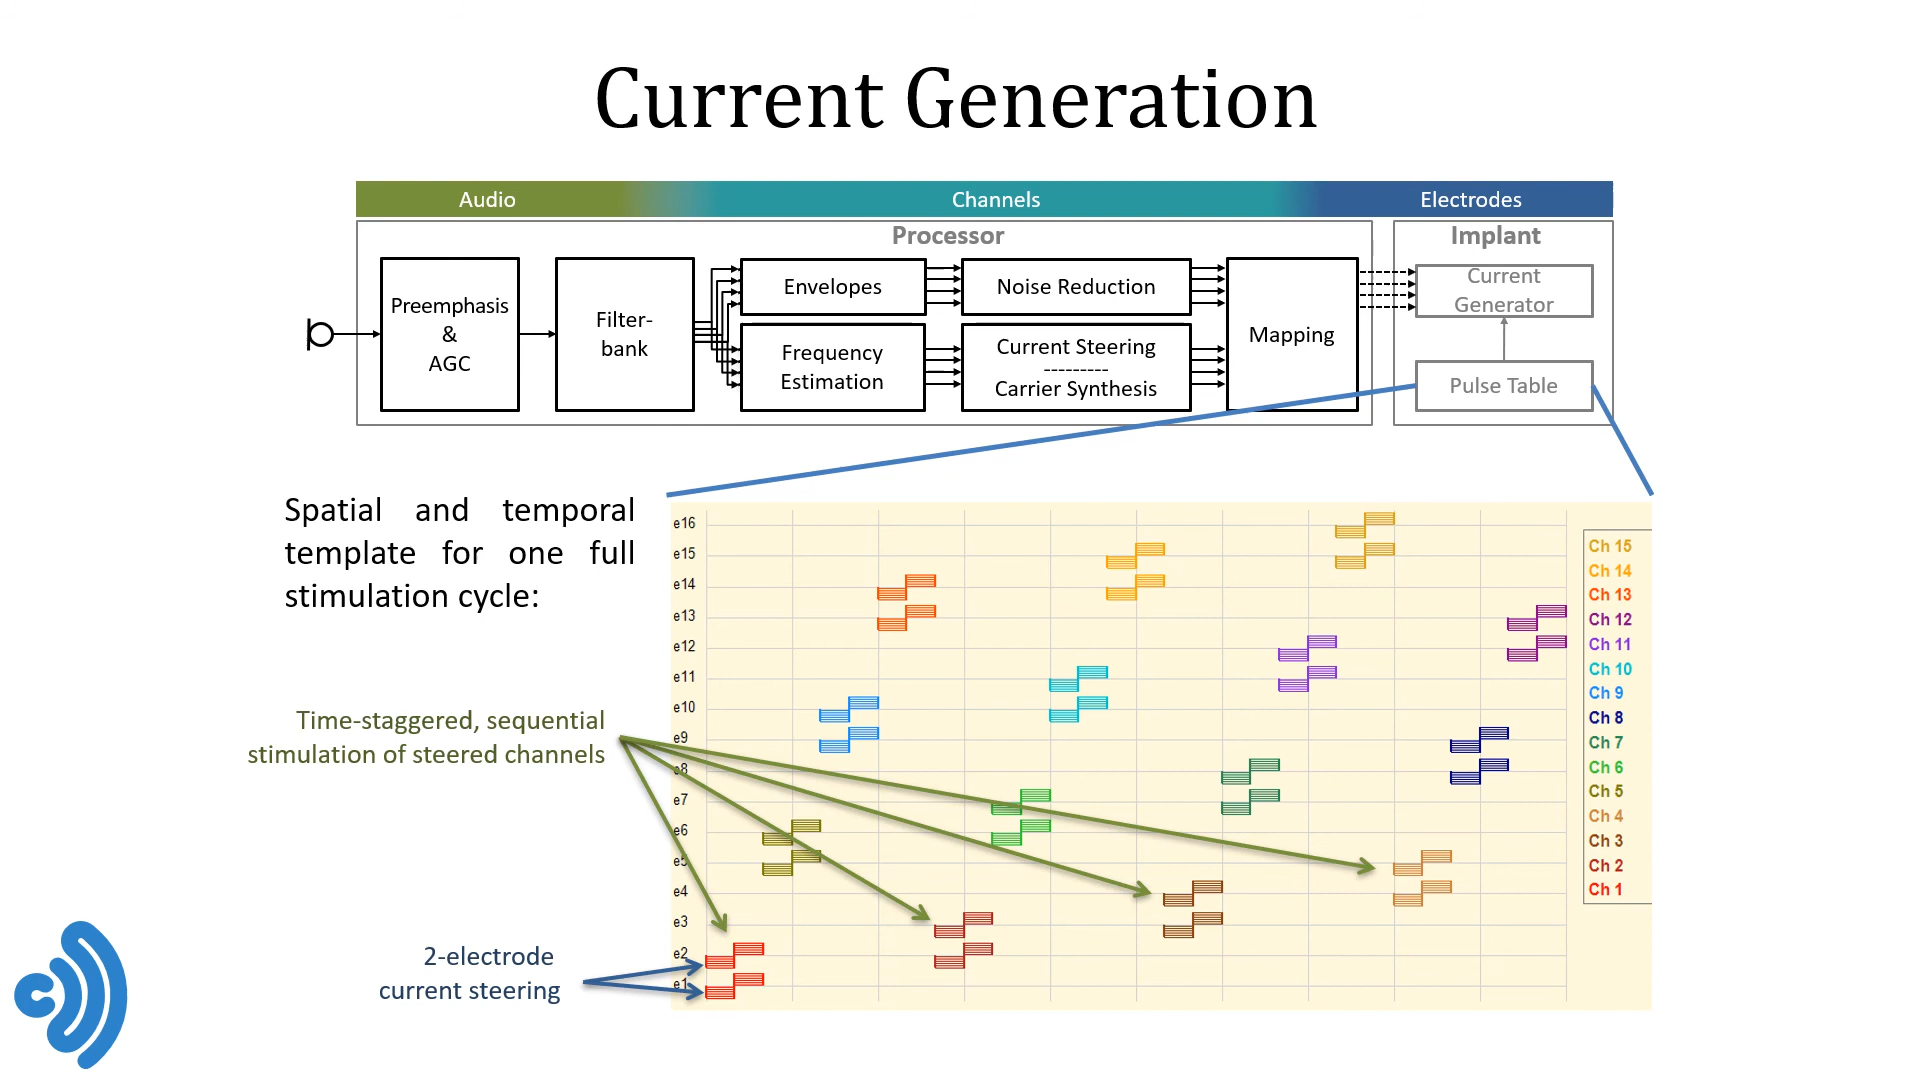 Current Generation
Audio
Channels
Electrodes
Processor
Implant
Preemphasis
&
AGC
Filter-
bank
Envelopes
Noise Reduction
Frequency
Estimation
Current Steering
---------
Carrier Synthesis
Mapping
Current
Generator
Pulse Table
Spatial and temporal
template for one full
stimulation cycle:
Time-staggered, sequential
stimulation of steered channels
2-electrode
current steering
e16
e15
e14
e13
e12
e11
e10
e9
e8
e7
e6
e5
e4
e3
e2
e1
Ch 15
Ch 14
Ch 13
Ch 12
Ch 11
Ch 10
Ch 9
Ch 8
Ch 7
Ch 6
Ch 5
Ch 4
Ch 3
Ch 2
Ch 1